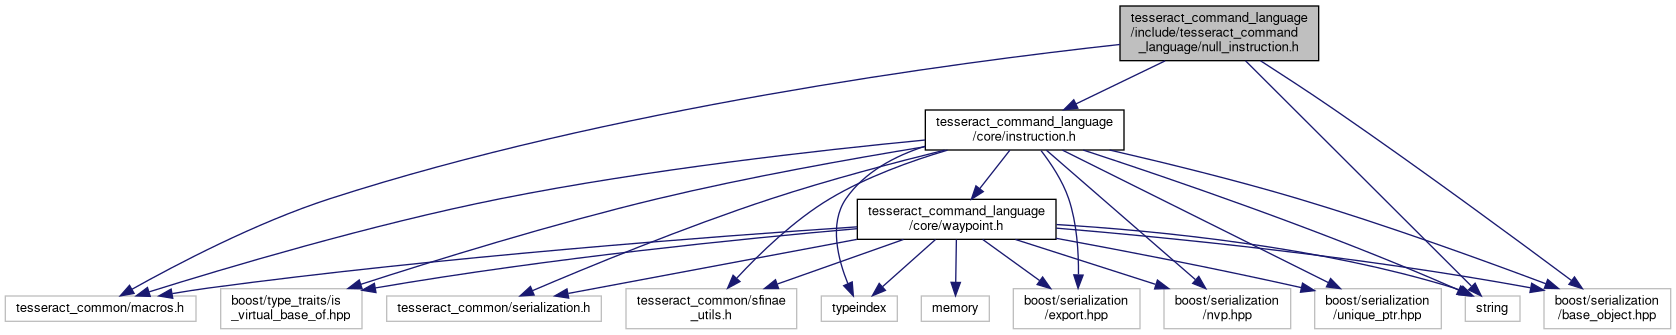 tesseract_command_language
/include/tesseract_command
_language/null_instruction.h
tesseract_command_language
/core/instruction.h
tesseract_command_language
/core/waypoint.h
tesseract_common/macros.h
boost/type_traits/is
_virtual_base_of.hpp
tesseract_common/serialization.h
tesseract_common/sfinae
_utils.h
typeindex
memory
boost/serialization
/export.hpp
boost/serialization
/nvp.hpp
boost/serialization
/unique_ptr.hpp
string
boost/serialization
/base_object.hpp